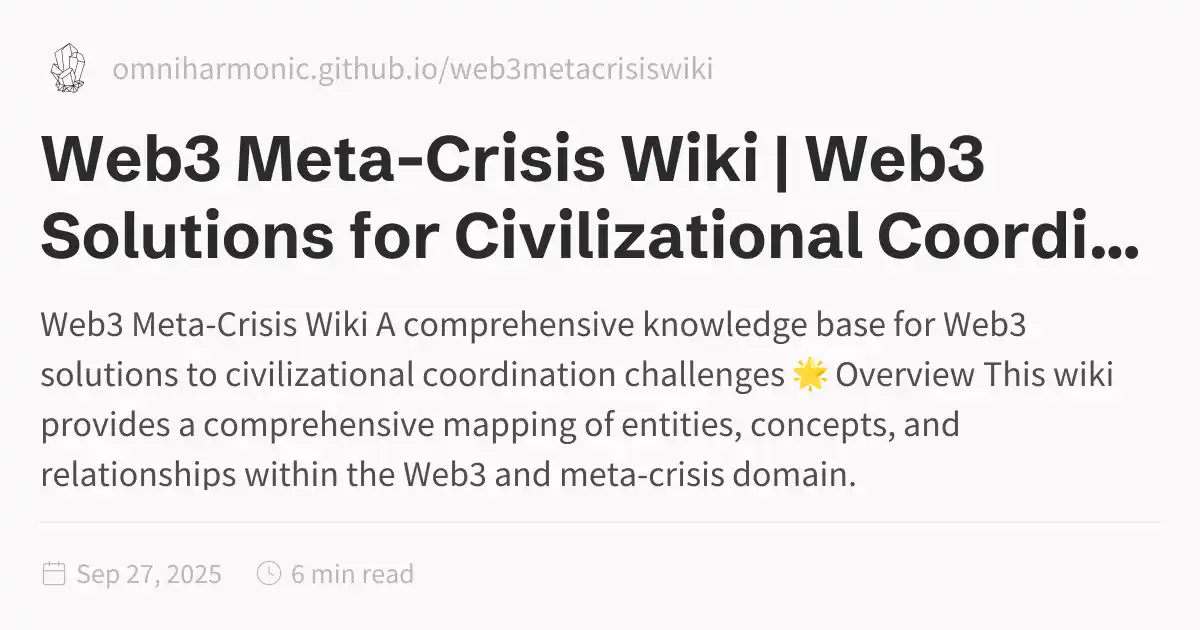 omniharmonic.github.io/web3metacrisiswiki
Web3 Meta-Crisis Wiki | Web3
Solutions for Civilizational Coordi...
Web3 Meta-Crisis Wiki A comprehensive knowledge base for Web3
solutions to civilizational coordination challenges 🌟 Overview This wiki
provides a comprehensive mapping of entities, concepts, and
relationships within the Web3 and meta-crisis domain.
Sep 27, 2025 6 min read